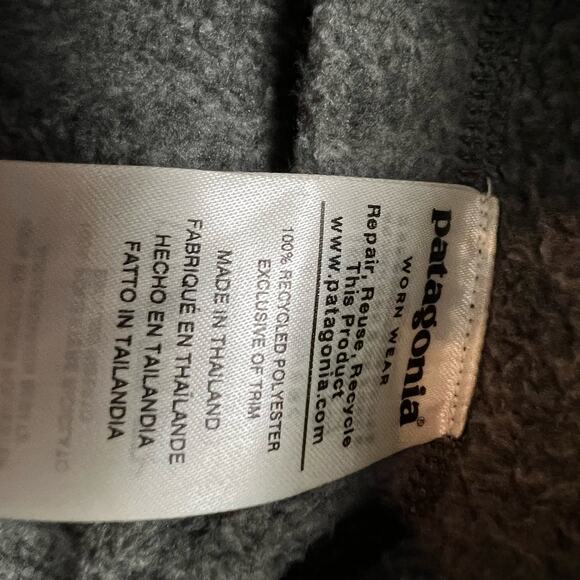 patagonia®
WORN WEAR
Repair, Reuse, Recycle
This Product
www.patagonia.com
100% RECYCLED POLYESTER
EXCLUSIVE OF TRIM
MADE IN THAILAND
FABRIQUÉ EN THAÏLANDE
HECHO EN TAILANDIA
FATTO IN TAILANDIA